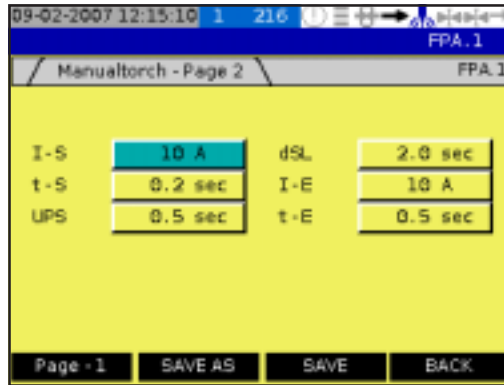 09-02-2007 12:15:10 1 216
FPA.1
Manualtorch - Page 2 FPA.1
I-S 10 A dSL 2.0 sec
t-S 0.2 sec I-E 10 A
UPS 0.5 sec t-E 0.5 sec
Page - 1 SAVE AS SAVE BACK